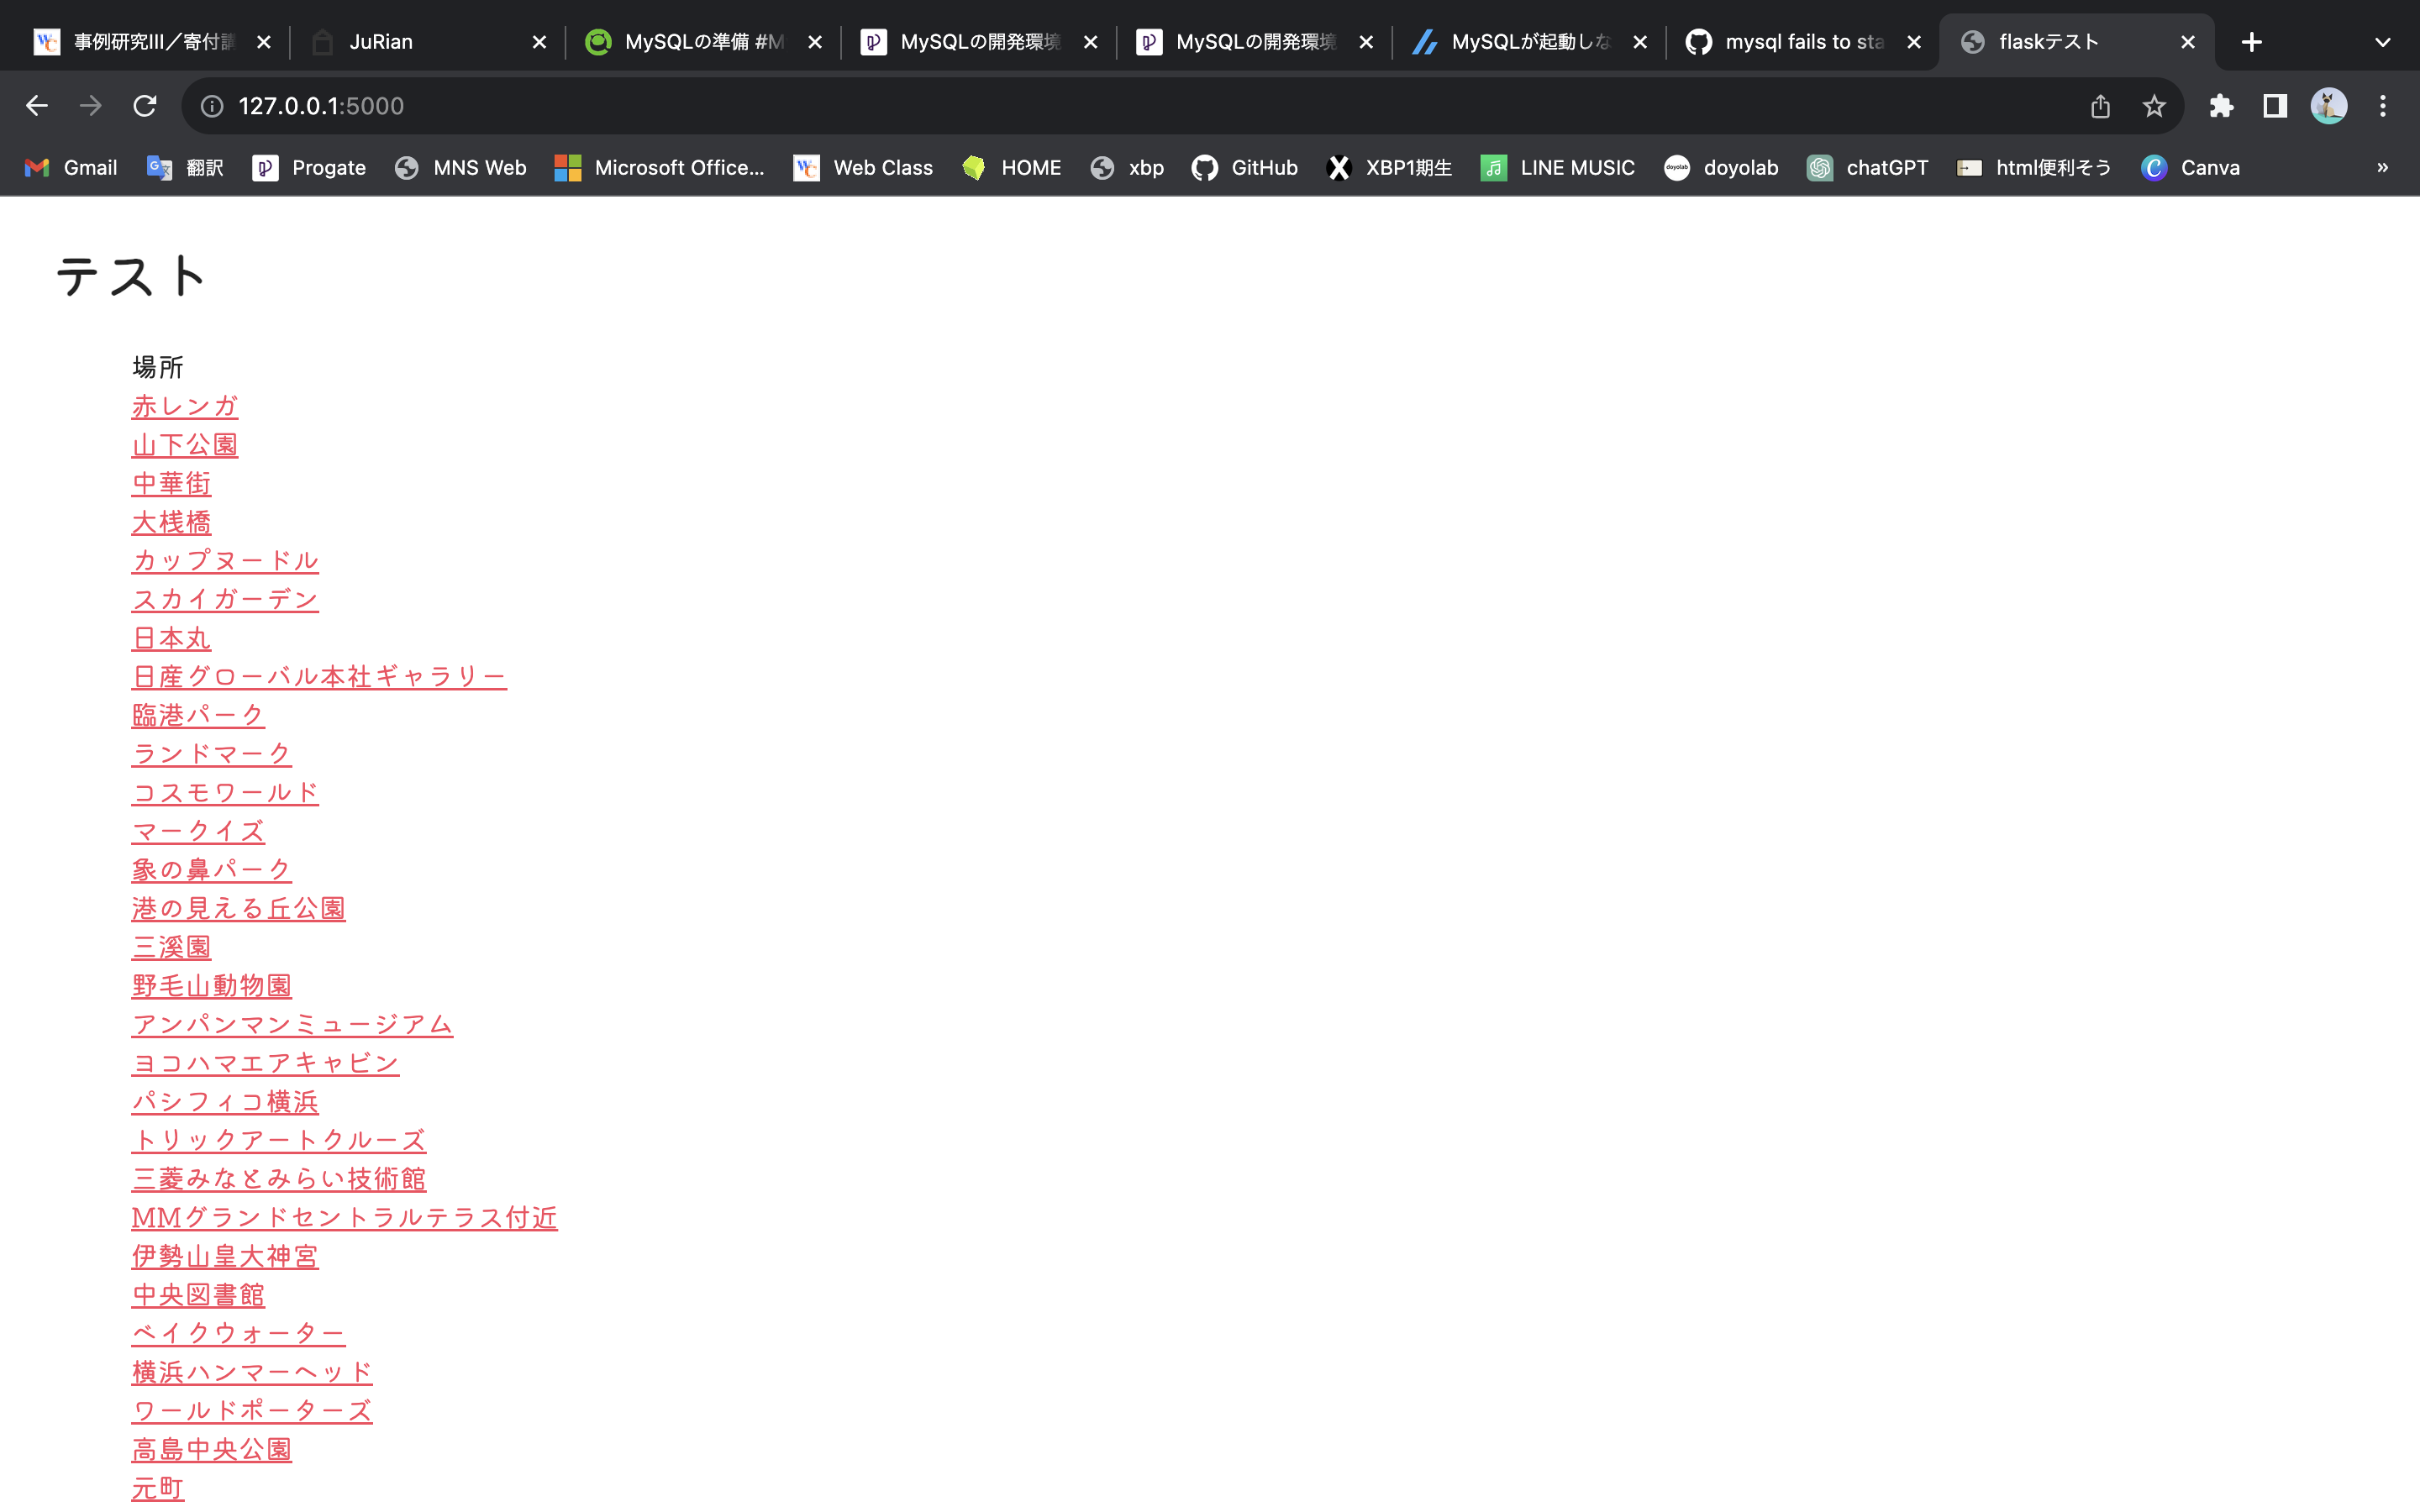 事例研究III／寄付講
JuRian
MySQLの準備 #M
MySQLの開発環境
MySQLの開発環境
MySQLが起動しな
mysql fails to sta
flaskテスト
127.0.0.1:5000
Gmail
翻訳
Progate
MNS Web
Microsoft Office...
Web Class
HOME
xbp
GitHub
XBP1期生
LINE MUSIC
doyolab
chatGPT
html便利そう
Canva
»
テスト
場所
赤レンガ
山下公園
中華街
大桟橋
カップヌードル
スカイガーデン
日本丸
日産グローバル本社ギャラリー
臨港パーク
ランドマーク
コスモワールド
マークイズ
象の鼻パーク
港の見える丘公園
三溪園
野毛山動物園
アンパンマンミュージアム
ヨコハマエアキャビン
パシフィコ横浜
トリックアートクルーズ
三菱みなとみらい技術館
MMグランドセントラルテラス付近
伊勢山皇大神宮
中央図書館
ベイクウォーター
横浜ハンマーヘッド
ワールドポーターズ
高島中央公園
元町